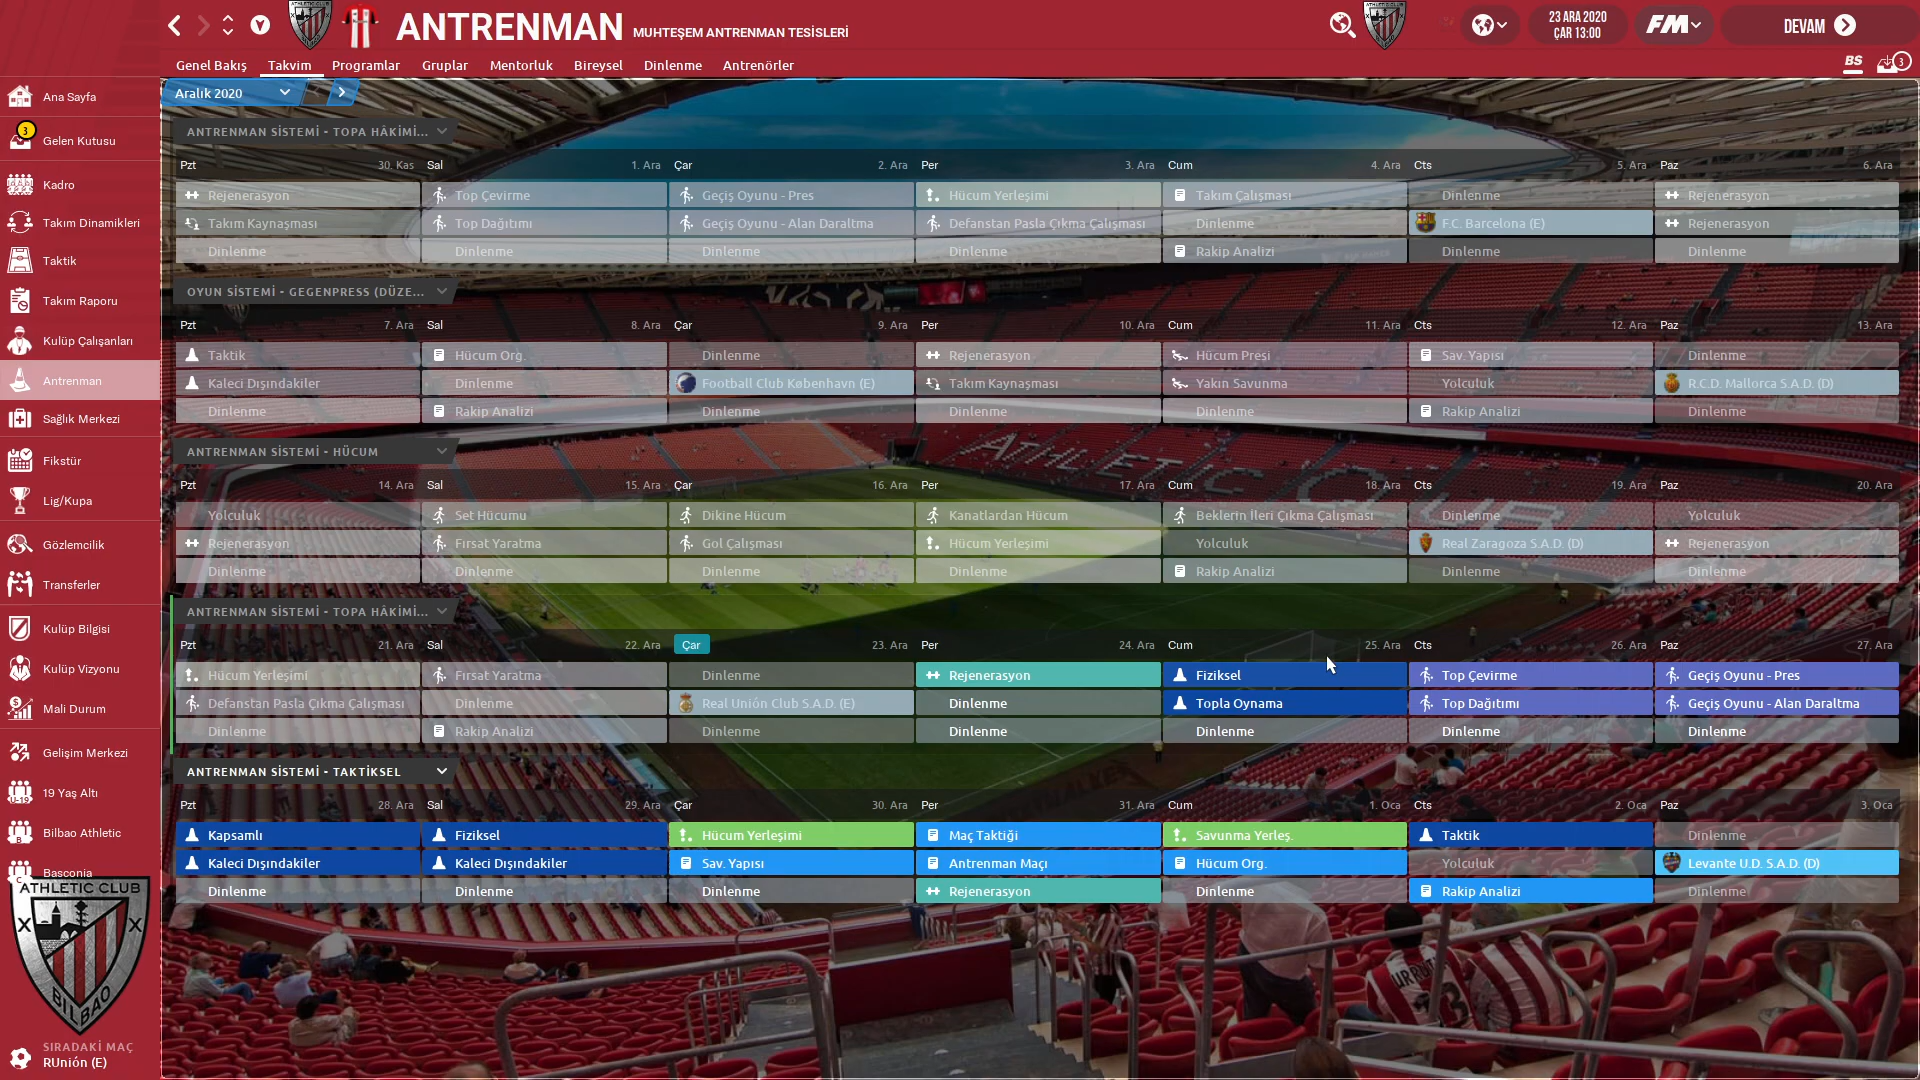 ATHLETIC CLUB
ANTRENMAN MUHTEŞEM ANTRENMAN TESİSLERİ
23 ARA 2020
ÇAR 13:00
FM
DEVAM
Genel Bakış Takvim Programlar Gruplar Mentorluk Bireysel Dinlenme Antrenörler
BS 3
Ana Sayfa
3
Gelen Kutusu
Kadro
Takım Dinamikleri
Taktik
Takım Raporu
Kulüp Çalışanları
Antrenman
Sağlık Merkezi
Fikstür
Lig/Kupa
Gözlemcilik
Transferler
Kulüp Bilgisi
Kulüp Vizyonu
Mali Durum
Gelişim Merkezi
19 Yaş Altı
Bilbao Athletic
Basconia
ATHLETIC CLUB
BILBAO
SIRADAKİ MAÇ
RUnión (E)
Aralık 2020
ANTRENMAN SİSTEMİ - TOPA HÂKİMİ...
Pzt 30. Kas Sal 1. Ara Çar 2. Ara Per 3. Ara Cum 4. Ara Cts 5. Ara Paz 6. Ara
Rejenerasyon Top Çevirme Geçiş Oyunu - Pres Hücum Yerleşimi Takım Çalışması Dinlenme Rejenerasyon
Takım Kaynaşması Top Dağıtımı Geçiş Oyunu - Alan Daraltma Defanstan Pasla Çıkma Çalışması Dinlenme F.C. Barcelona (E) Rejenerasyon
Dinlenme Dinlenme Dinlenme Dinlenme Rakip Analizi Dinlenme Dinlenme
OYUN SİSTEMİ - GEGENPRESS (DÜZE...
Pzt 7. Ara Sal 8. Ara Çar 9. Ara Per 10. Ara Cum 11. Ara Cts 12. Ara Paz 13. Ara
Taktik Hücum Org. Dinlenme Rejenerasyon Hücum Presi Sav. Yapısı Dinlenme
Kaleci Dışındakiler Dinlenme Football Club København (E) Takım Kaynaşması Yakın Savunma Yolculuk R.C.D. Mallorca S.A.D. (D)
Dinlenme Rakip Analizi Dinlenme Dinlenme Dinlenme Rakip Analizi Dinlenme
ANTRENMAN SİSTEMİ - HÜCUM
Pzt 14. Ara Sal 15. Ara Çar 16. Ara Per 17. Ara Cum 18. Ara Cts 19. Ara Paz 20. Ara
Yolculuk Set Hücumu Dikine Hücum Kanatlardan Hücum Beklerin İleri Çıkma Çalışması Dinlenme Yolculuk
Rejenerasyon Fırsat Yaratma Gol Çalışması Hücum Yerleşimi Yolculuk Real Zaragoza S.A.D. (D) Rejenerasyon
Dinlenme Dinlenme Dinlenme Dinlenme Rakip Analizi Dinlenme Dinlenme
ANTRENMAN SİSTEMİ - TOPA HÂKİMİ...
Pzt 21. Ara Sal 22. Ara Çar 23. Ara Per 24. Ara Cum 25. Ara Cts 26. Ara Paz 27. Ara
Hücum Yerleşimi Fırsat Yaratma Dinlenme Rejenerasyon Fiziksel Top Çevirme Geçiş Oyunu - Pres
Defanstan Pasla Çıkma Çalışması Dinlenme Real Unión Club S.A.D. (E) Dinlenme Topla Oynama Top Dağıtımı Geçiş Oyunu - Alan Daraltma
Dinlenme Rakip Analizi Dinlenme Dinlenme Dinlenme Dinlenme Dinlenme
ANTRENMAN SİSTEMİ - TAKTİKSEL
Pzt 28. Ara Sal 29. Ara Çar 30. Ara Per 31. Ara Cum 1. Oca Cts 2. Oca Paz 3. Oca
Kapsamlı Fiziksel Hücum Yerleşimi Maç Taktiği Savunma Yerleş. Taktik Dinlenme
Kaleci Dışındakiler Kaleci Dışındakiler Sav. Yapısı Antrenman Maçı Hücum Org. Yolculuk Levante U.D. S.A.D. (D)
Dinlenme Dinlenme Dinlenme Rejenerasyon Dinlenme Rakip Analizi Dinlenme